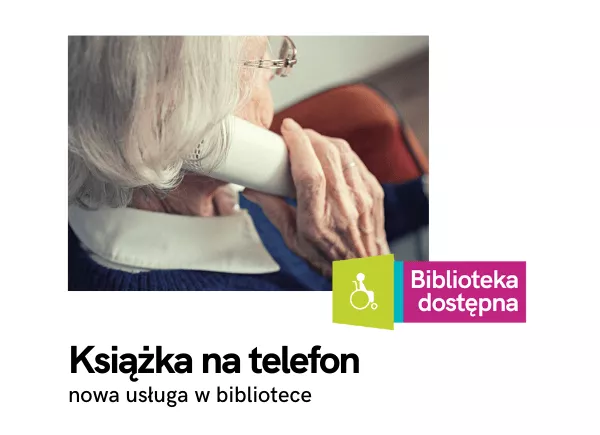 Biblioteka
dostępna
Książka na telefon
nowa usługa w bibliotece